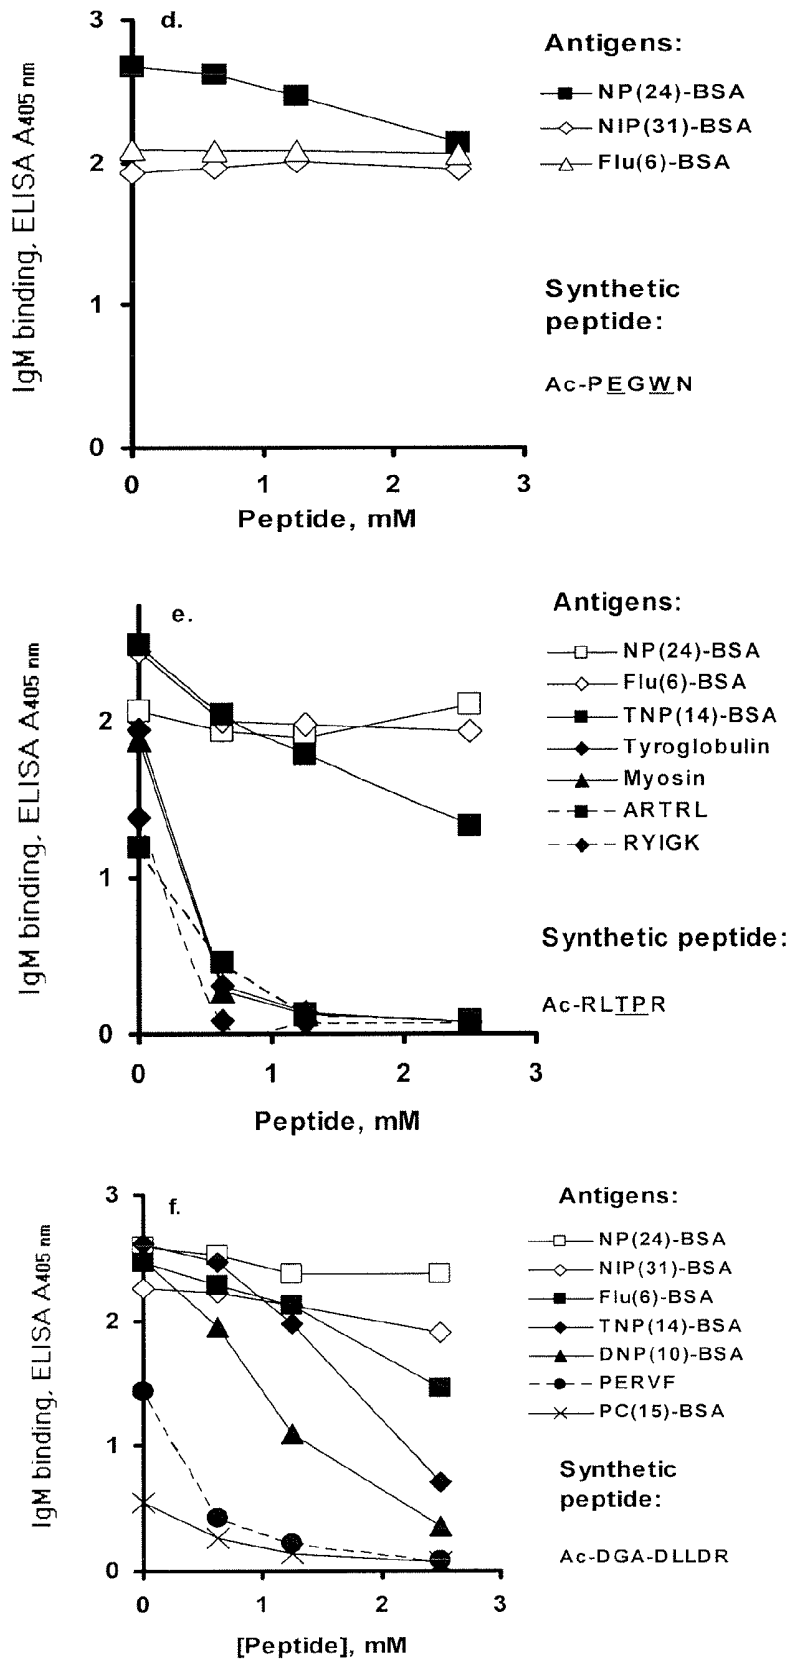 d.
3
2
1
0
0 1 2 3
IgM binding, ELISA A405 nm
Peptide, mM
Antigens:
NP(24)-BSA
NIP(31)-BSA
Flu(6)-BSA
Synthetic
peptide:
Ac-PEGWN
e.
2
1
0
0 1 2 3
IgM binding, ELISA A405 nm
Peptide, mM
Antigens:
NP(24)-BSA
Flu(6)-BSA
TNP(14)-BSA
Tyroglobulin
Myosin
ARTRL
RYIGK
Synthetic peptide:
Ac-RLTPR
f.
3
2
1
0
0 1 2 3
IgM binding, ELISA A405 nm
[Peptide], mM
Antigens:
NP(24)-BSA
NIP(31)-BSA
Flu(6)-BSA
TNP(14)-BSA
DNP(10)-BSA
PERVF
PC(15)-BSA
Synthetic
peptide:
Ac-DGA-DLLDR